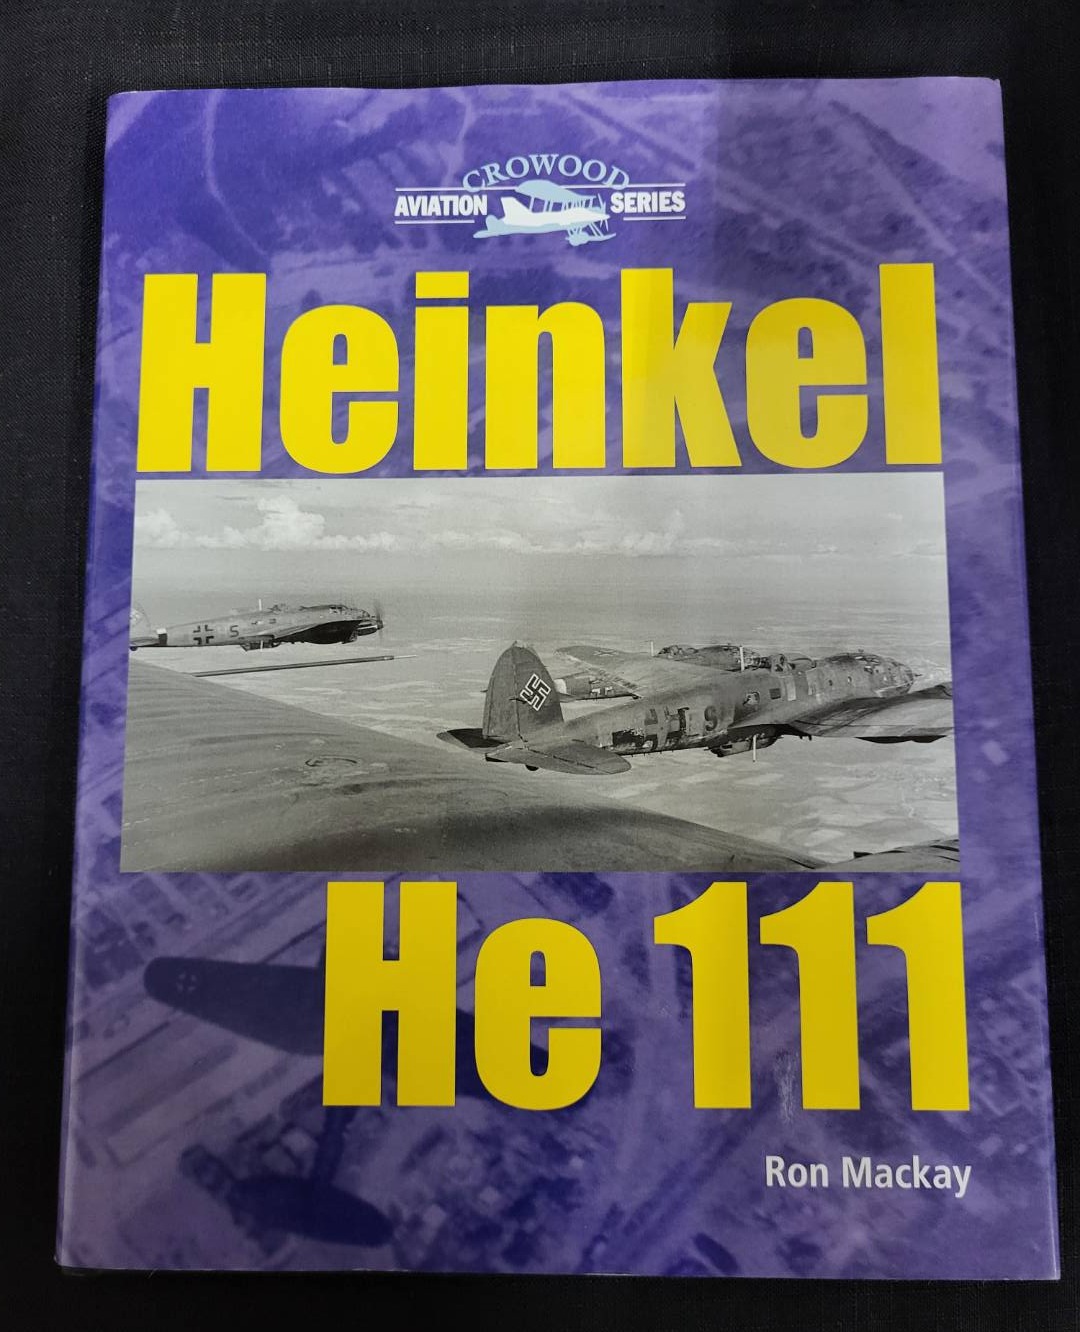 CROWOOD
AVIATION SERIES
Heinkel
S
S
He 111
Ron Mackay